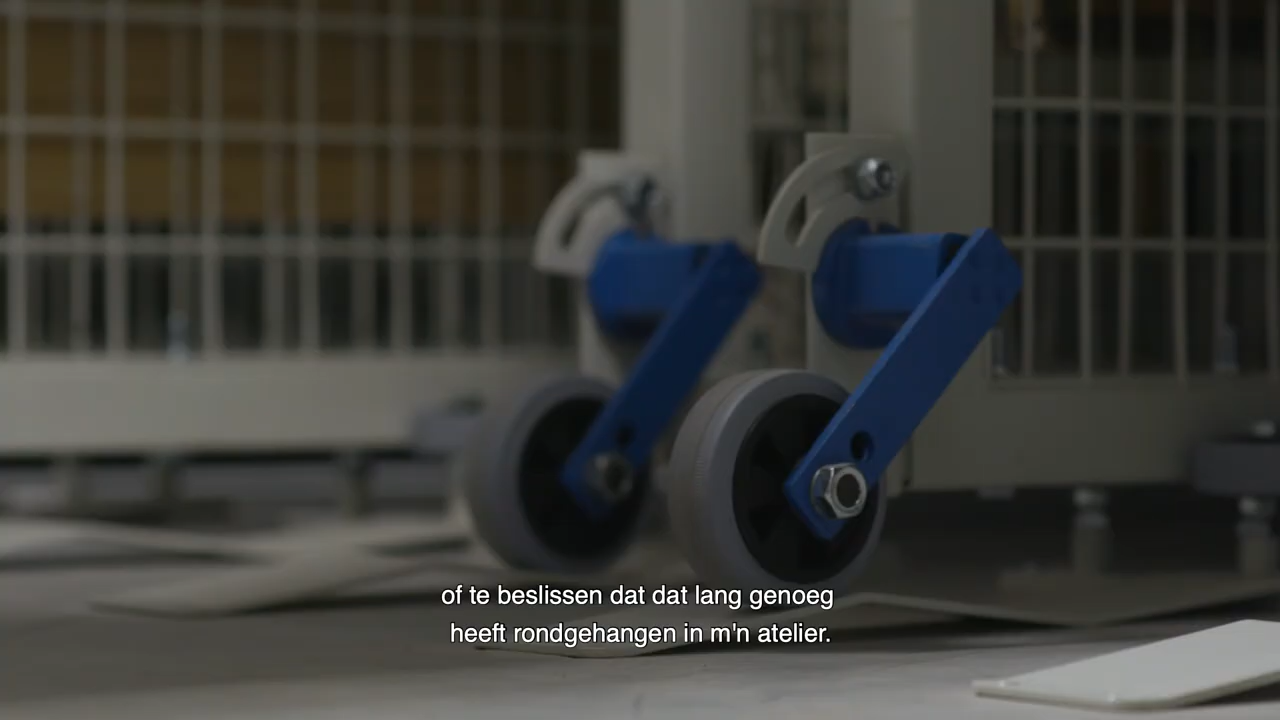 of te beslissen dat dat lang genoeg
heeft rondgehangen in m'n atelier.